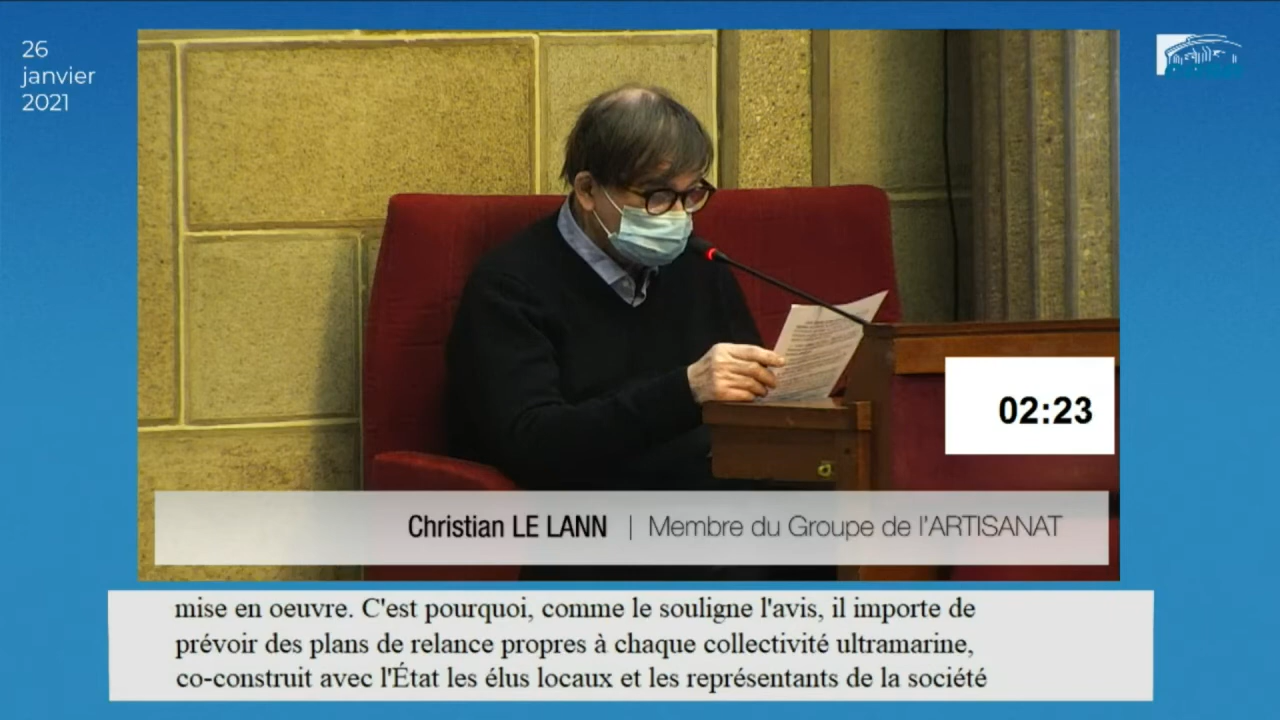 26
janvier
2021
02:23
Christian LE LANN | Membre du Groupe de l'ARTISANAT
mise en oeuvre. C'est pourquoi, comme le souligne l'avis, il importe de
prévoir des plans de relance propres à chaque collectivité ultramarine,
co-construit avec l'État les élus locaux et les représentants de la société